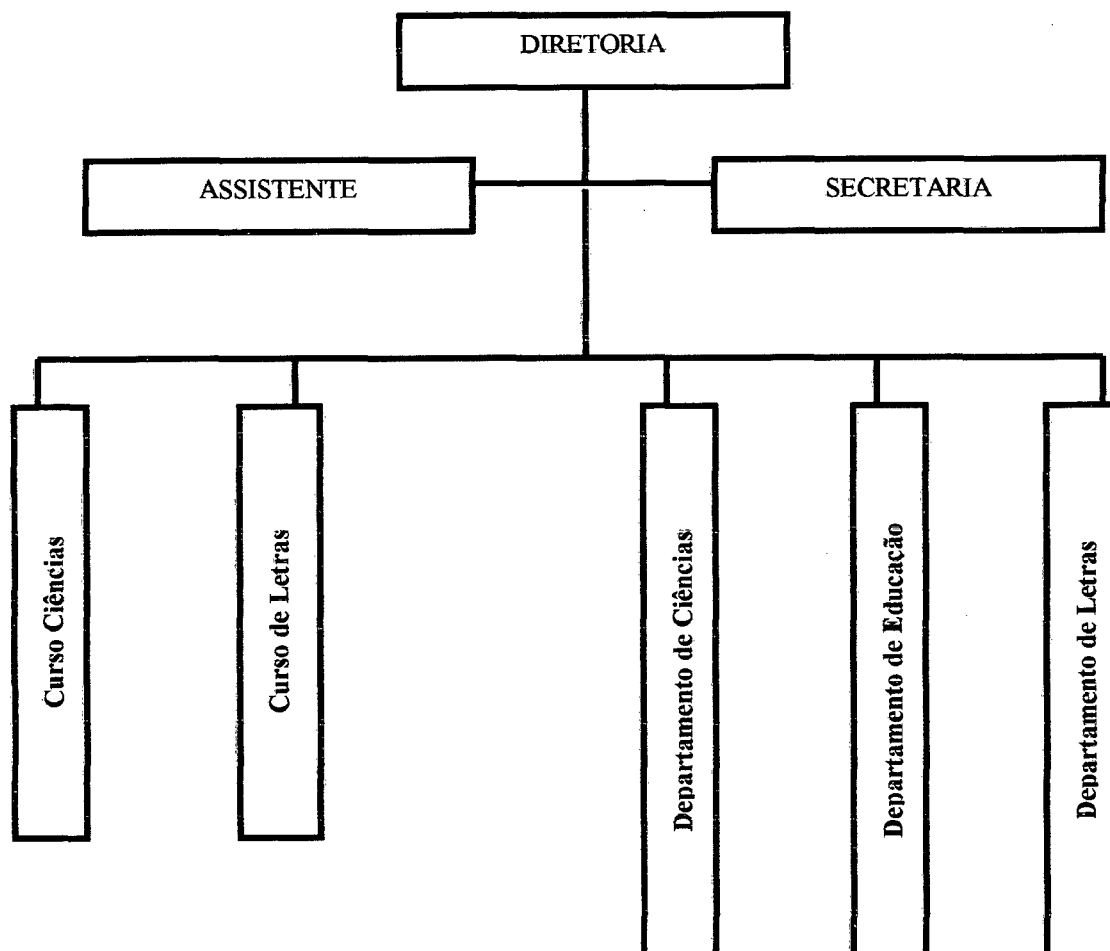 DIRETORIA
ASSISTENTE
SECRETARIA
Curso Ciências
Curso de Letras
Departamento de Ciências
Departamento de Educação
Departamento de Letras